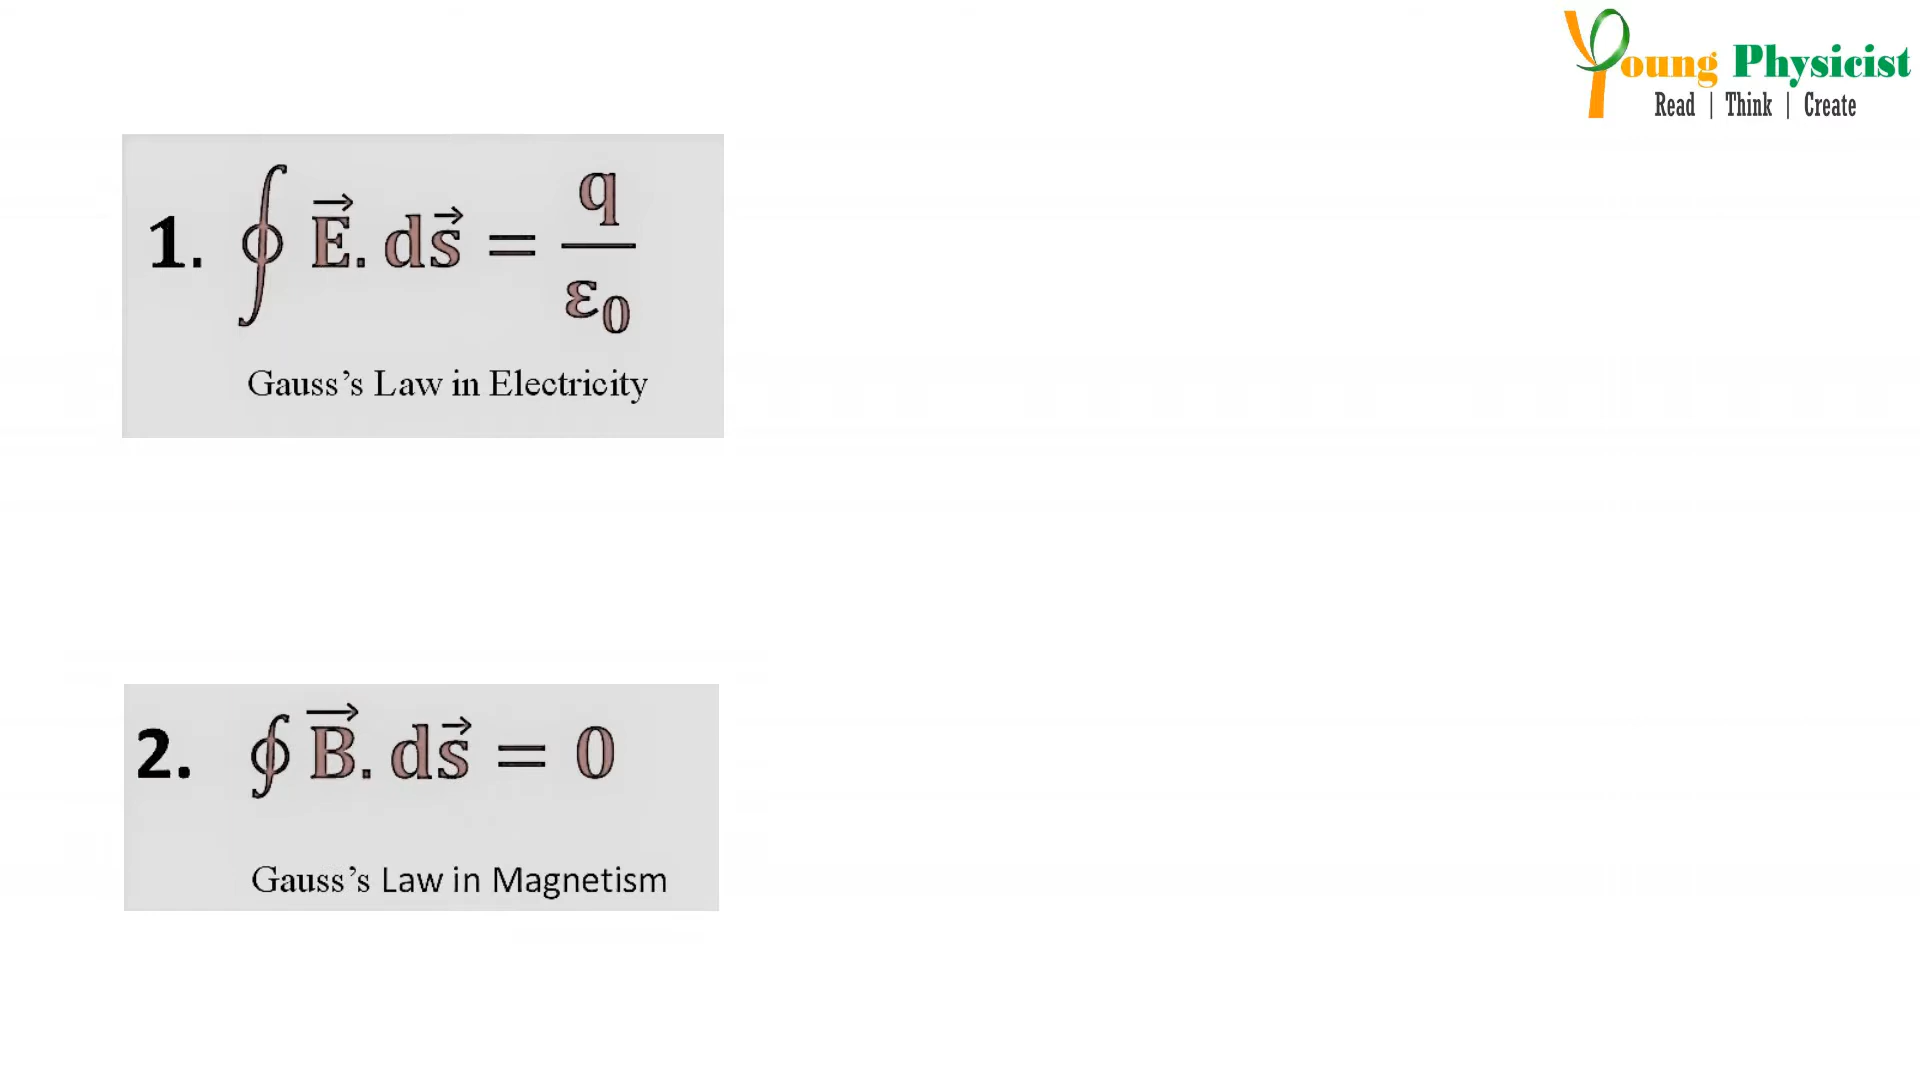 Young Physicist
Read | Think | Create
1. ∮ E⃗. ds⃗ = q/ε₀
Gauss’s Law in Electricity
2. ∮ B⃗. ds⃗ = 0
Gauss’s Law in Magnetism